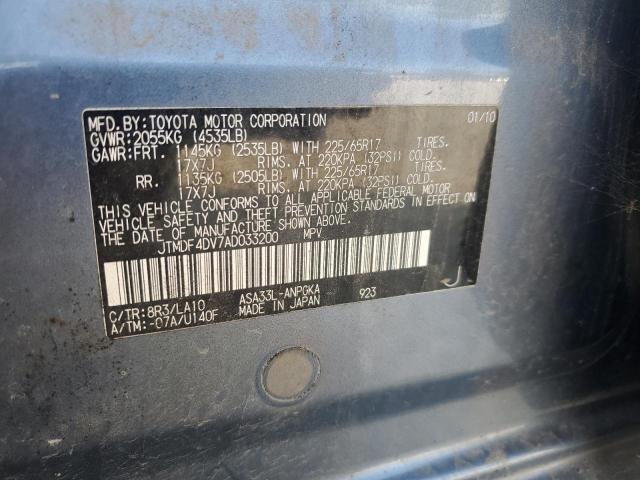 MFD. BY: TOYOTA MOTOR CORPORATION 01/10
GVWR: 2055KG (4535LB)
GAWR: FRT. 1145KG (2535LB) WITH 225/65R17 TIRES.
17X7J RIMS. AT 220KPA (32PSI) COLD.
RR. 1135KG (2505LB) WITH 225/65R17 TIRES.
17X7J RIMS. AT 220KPA (32PSI) COLD.
THIS VEHICLE CONFORMS TO ALL APPLICABLE FEDERAL MOTOR
VEHICLE SAFETY AND THEFT PREVENTION STANDARDS IN EFFECT ON
THE DATE OF MANUFACTURE SHOWN ABOVE.
JTMDF4DV7AD033200 MPV
C/TR: 8R3/LA10 ASA33L-ANPGKA 923
A/TM: -07A/U140F MADE IN JAPAN
J